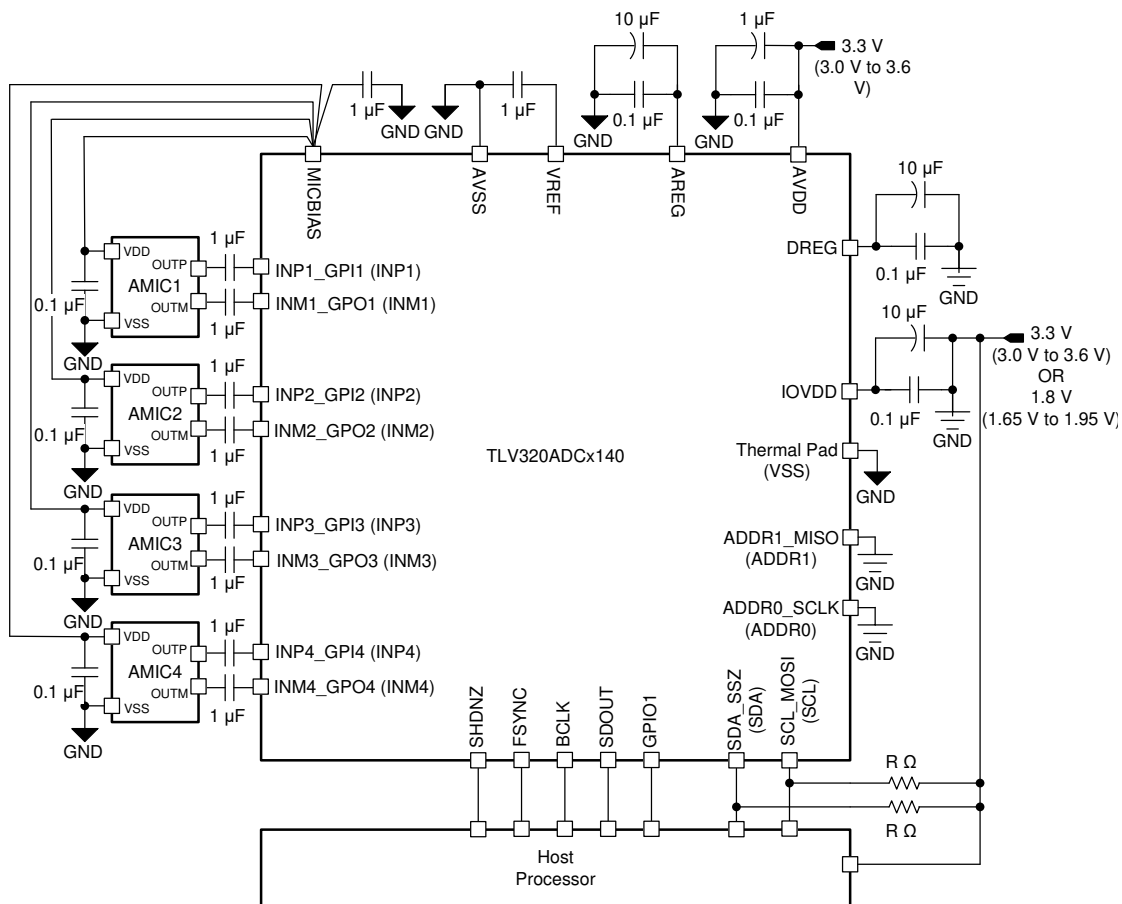 10 µF
1 µF
3.3 V
(3.0 V to 3.6
V)
1 µF
GND
GND
1 µF
GND
0.1 µF
GND
0.1 µF
MICBIAS
AVSS
VREF
AREG
AVDD
10 µF
DREG
0.1 µF
GND
VDD
OUTP
AMIC1
OUTM
VSS
0.1 µF
GND
1 µF
1 µF
INP1_GPI1 (INP1)
INM1_GPO1 (INM1)
10 µF
3.3 V
(3.0 V to 3.6 V)
OR
1.8 V
(1.65 V to 1.95 V)
IOVDD
0.1 µF
GND
VDD
OUTP
AMIC2
OUTM
VSS
0.1 µF
GND
1 µF
1 µF
INP2_GPI2 (INP2)
INM2_GPO2 (INM2)
TLV320ADCx140
Thermal Pad
(VSS)
GND
VDD
OUTP
AMIC3
OUTM
VSS
0.1 µF
GND
1 µF
1 µF
INP3_GPI3 (INP3)
INM3_GPO3 (INM3)
ADDR1_MISO
(ADDR1)
GND
ADDR0_SCLK
(ADDR0)
GND
VDD
OUTP
AMIC4
OUTM
VSS
0.1 µF
GND
1 µF
1 µF
INP4_GPI4 (INP4)
INM4_GPO4 (INM4)
SHDNZ
FSYNC
BCLK
SDOUT
GPIO1
SDA_SSZ
(SDA)
SCL_MOSI
(SCL)
R Ω
R Ω
Host
Processor